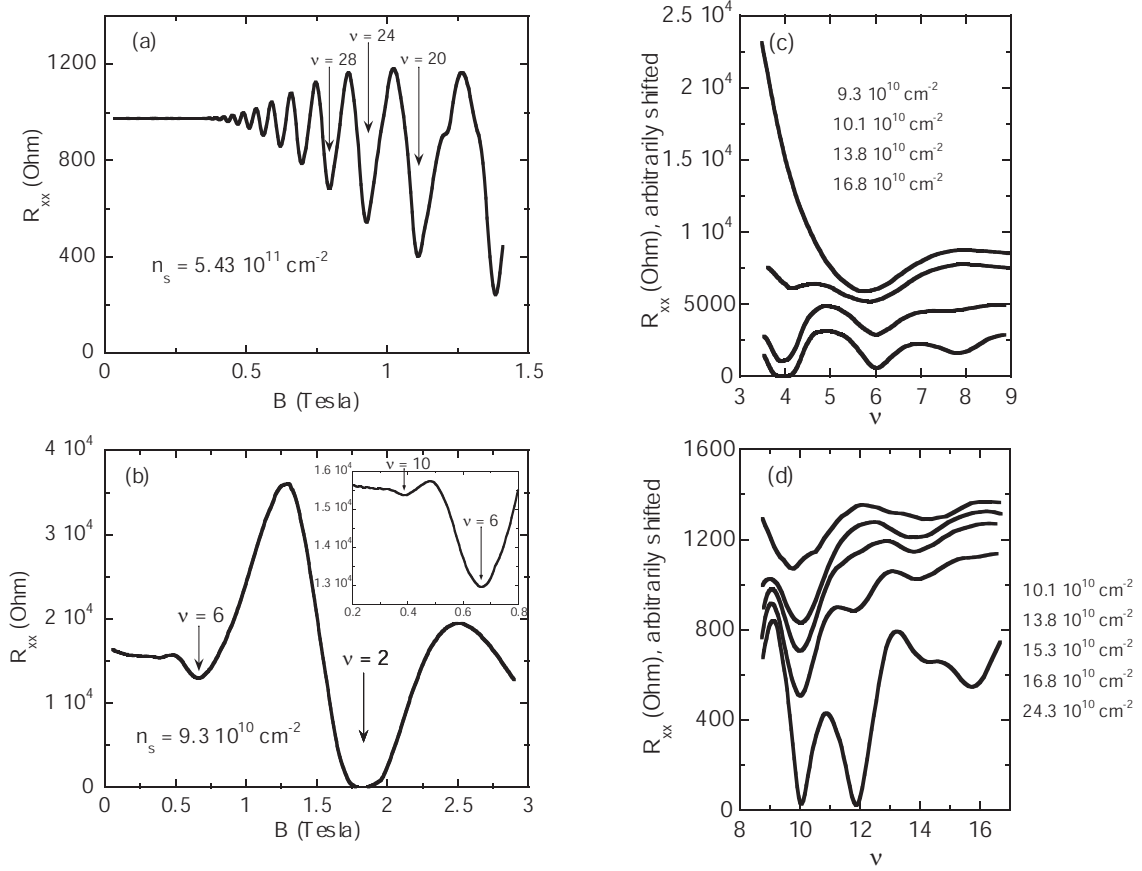 (a)
ν = 24
ν = 28
ν = 20
1200
800
400
0
R_xx (Ohm)
n_s = 5.43 10^11 cm^-2
0
0.5
1
1.5
B (Tesla)
(b)
4 10^4
3 10^4
2 10^4
1 10^4
0
R_xx (Ohm)
ν = 6
ν = 2
n_s = 9.3 10^10 cm^-2
0
0.5
1
1.5
2
2.5
3
B (Tesla)
1.6 10^4
1.5 10^4
1.4 10^4
1.3 10^4
ν = 10
ν = 6
0.2
0.4
0.6
0.8
(c)
2.5 10^4
2 10^4
1.5 10^4
1 10^4
5000
0
R_xx (Ohm), arbitrarily shifted
9.3 10^10 cm^-2
10.1 10^10 cm^-2
13.8 10^10 cm^-2
16.8 10^10 cm^-2
3
4
5
6
7
8
9
ν
(d)
1600
1200
800
400
0
R_xx (Ohm), arbitrarily shifted
8
10
12
14
16
ν
10.1 10^10 cm^-2
13.8 10^10 cm^-2
15.3 10^10 cm^-2
16.8 10^10 cm^-2
24.3 10^10 cm^-2